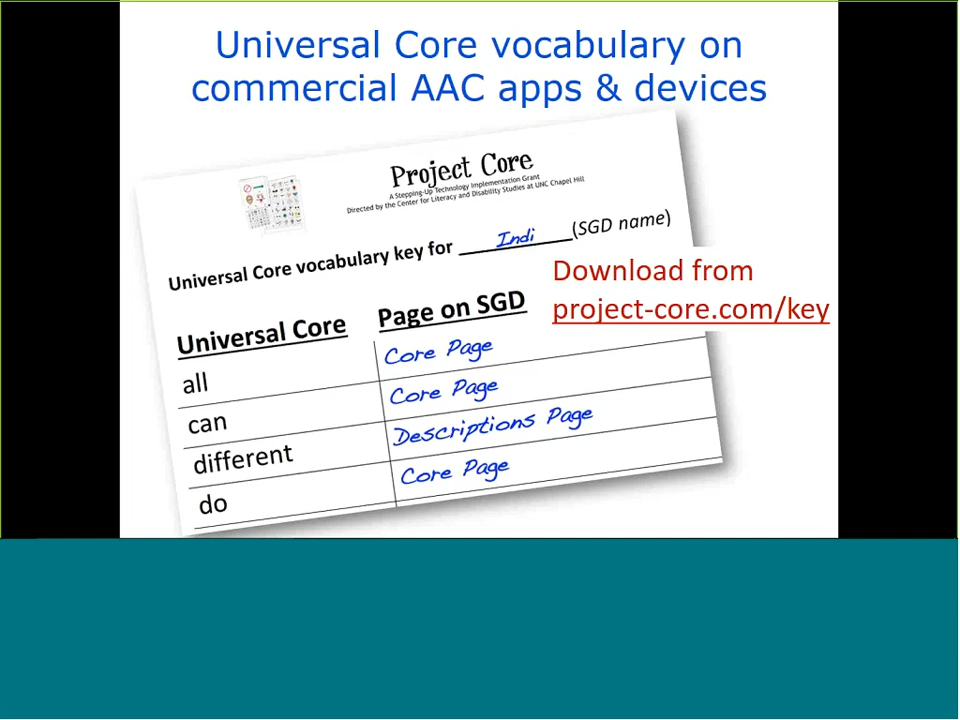 Universal Core vocabulary on
commercial AAC apps & devices
Project Core
A Stepping-Up Technology Implementation Grant
Directed by the Center for Literacy and Disability Studies at UNC Chapel Hill
Universal Core vocabulary key for Indi (SGD name)
Download from
project-core.com/key
Universal Core Page on SGD
all Core Page
can Core Page
different Descriptions Page
do Core Page